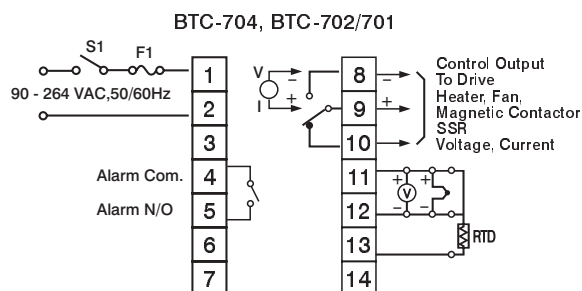 BTC-704, BTC-702/701
S1
F1
90 - 264 VAC,50/60Hz
1
2
3
4
5
6
7
Alarm Com.
Alarm N/O
V
−
+
I
8
9
10
11
12
13
14
−
+
Control Output
To Drive
Heater, Fan,
Magnetic Contactor
SSR
Voltage, Current
+
V
−
+
−
RTD